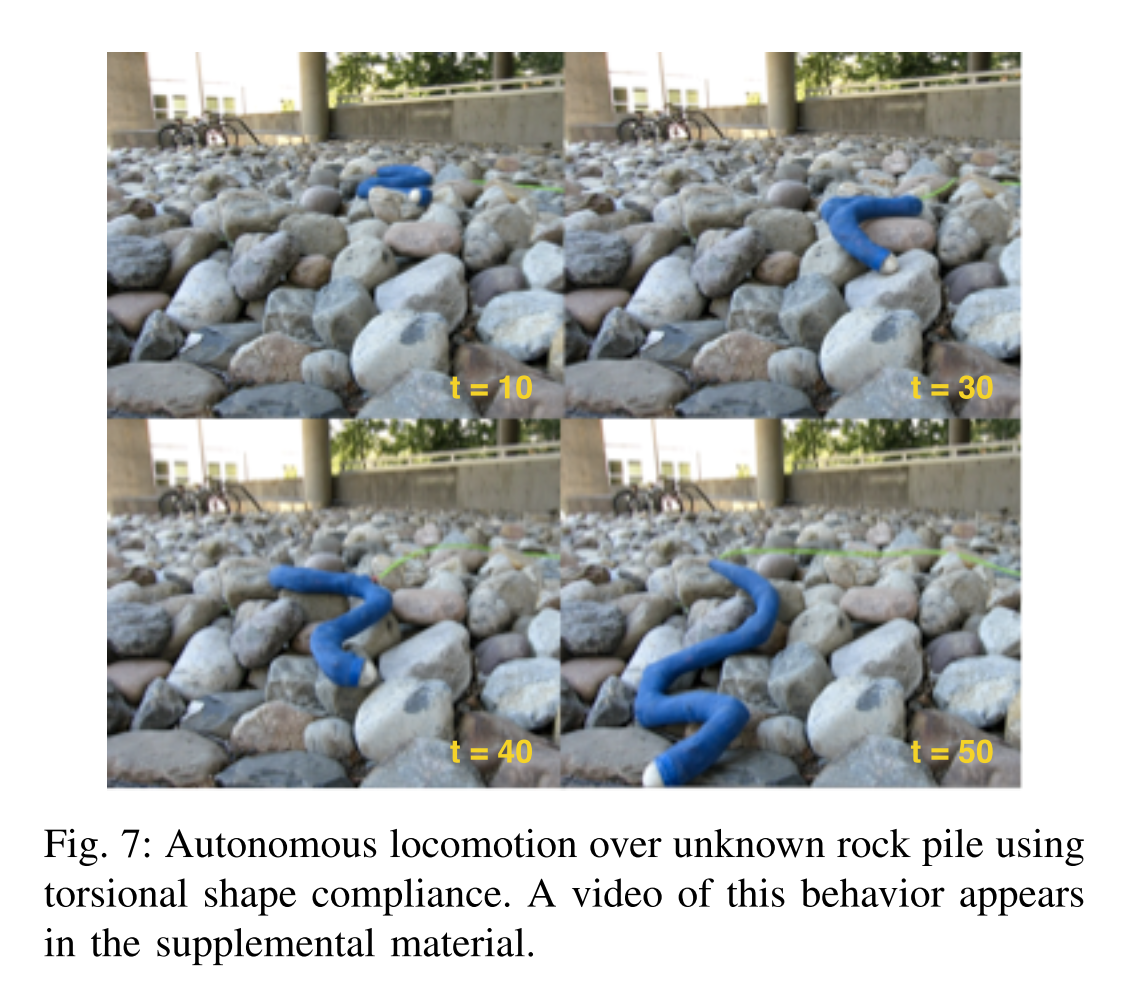 t = 10
t = 30
t = 40
t = 50
Fig. 7: Autonomous locomotion over unknown rock pile using
torsional shape compliance. A video of this behavior appears
in the supplemental material.